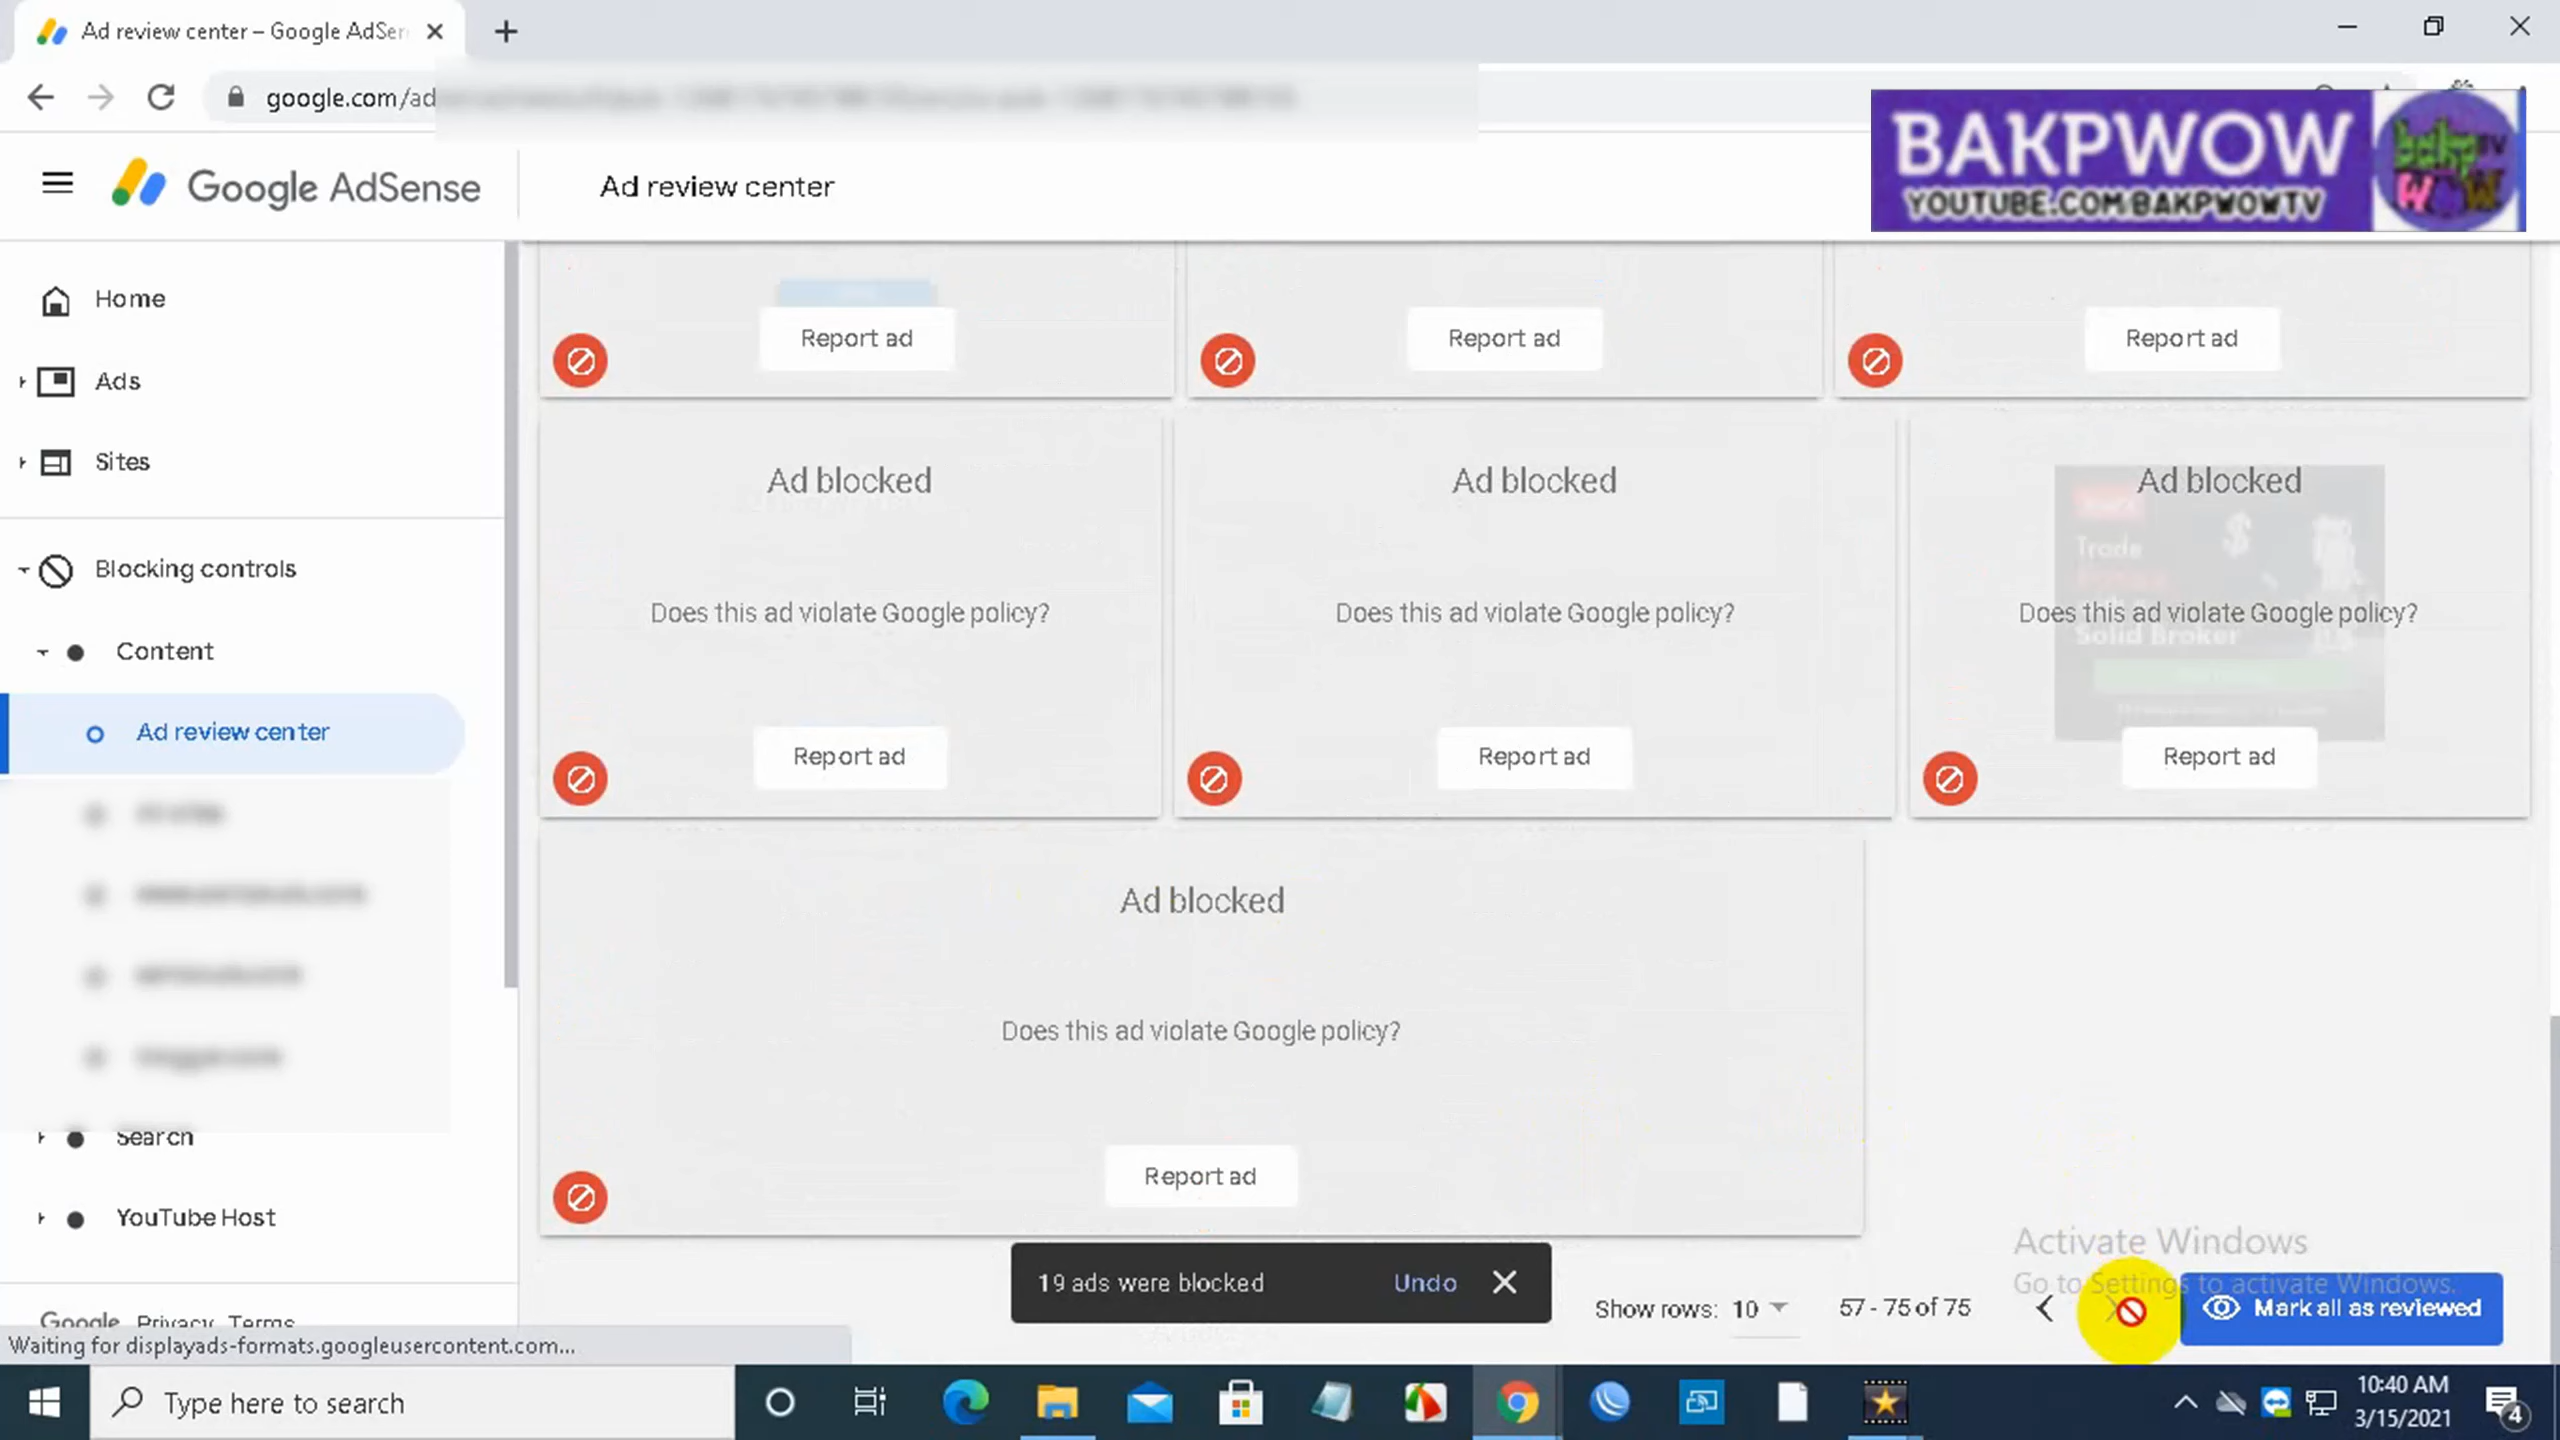 Ad review center – Google AdSen
google.com/ad
BAKPWOW
YOUTUBE.COM/BAKPWOWTV
Google AdSense
Ad review center
Home
Ads
Sites
Blocking controls
Content
Ad review center
Search
YouTube Host
Google Privacy Terms
Report ad
Report ad
Report ad
Ad blocked
Does this ad violate Google policy?
Report ad
Ad blocked
Does this ad violate Google policy?
Report ad
Ad blocked
Trade
Does this ad violate Google policy?
Solid Broker
Report ad
Ad blocked
Does this ad violate Google policy?
Report ad
19 ads were blocked Undo
Show rows: 10
57 - 75 of 75
Mark all as reviewed
Activate Windows
Go to Settings to activate Windows.
Waiting for displayads-formats.googleusercontent.com...
Type here to search
10:40 AM
3/15/2021
4